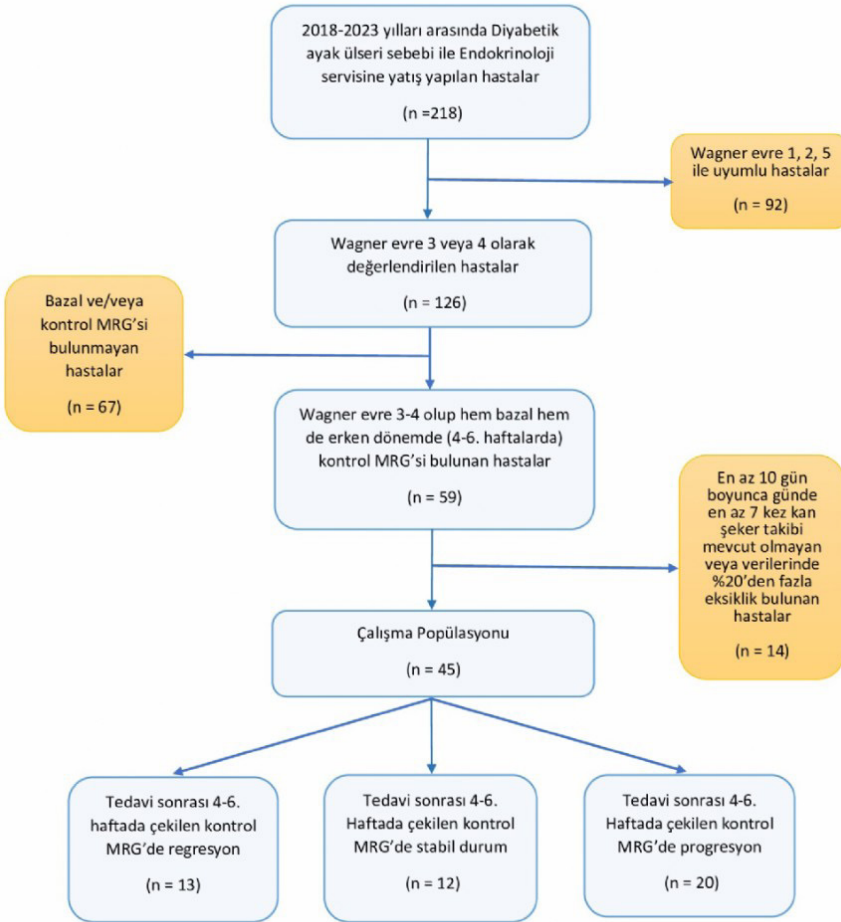 2018-2023 yılları arasında Diyabetik
ayak ülseri sebebi ile Endokrinoloji
servisine yatış yapılan hastalar
(n =218)
Wagner evre 1, 2, 5
ile uyumlu hastalar
(n = 92)
Wagner evre 3 veya 4 olarak
değerlendirilen hastalar
(n = 126)
Bazal ve/veya
kontrol MRG’si
bulunmayan
hastalar
(n = 67)
Wagner evre 3-4 olup hem bazal hem
de erken dönemde (4-6. haftalarda)
kontrol MRG’si bulunan hastalar
(n = 59)
En az 10 gün
boyunca günde
en az 7 kez kan
şeker takibi
mevcut olmayan
veya verilerinde
%20’den fazla
eksiklik bulunan
hastalar
(n = 14)
Çalışma Popülasyonu
(n = 45)
Tedavi sonrası 4-6.
haftada çekilen kontrol
MRG’de regresyon
(n = 13)
Tedavi sonrası 4-6.
Haftada çekilen kontrol
MRG’de stabil durum
(n = 12)
Tedavi sonrası 4-6.
Haftada çekilen kontrol
MRG’de progresyon
(n = 20)